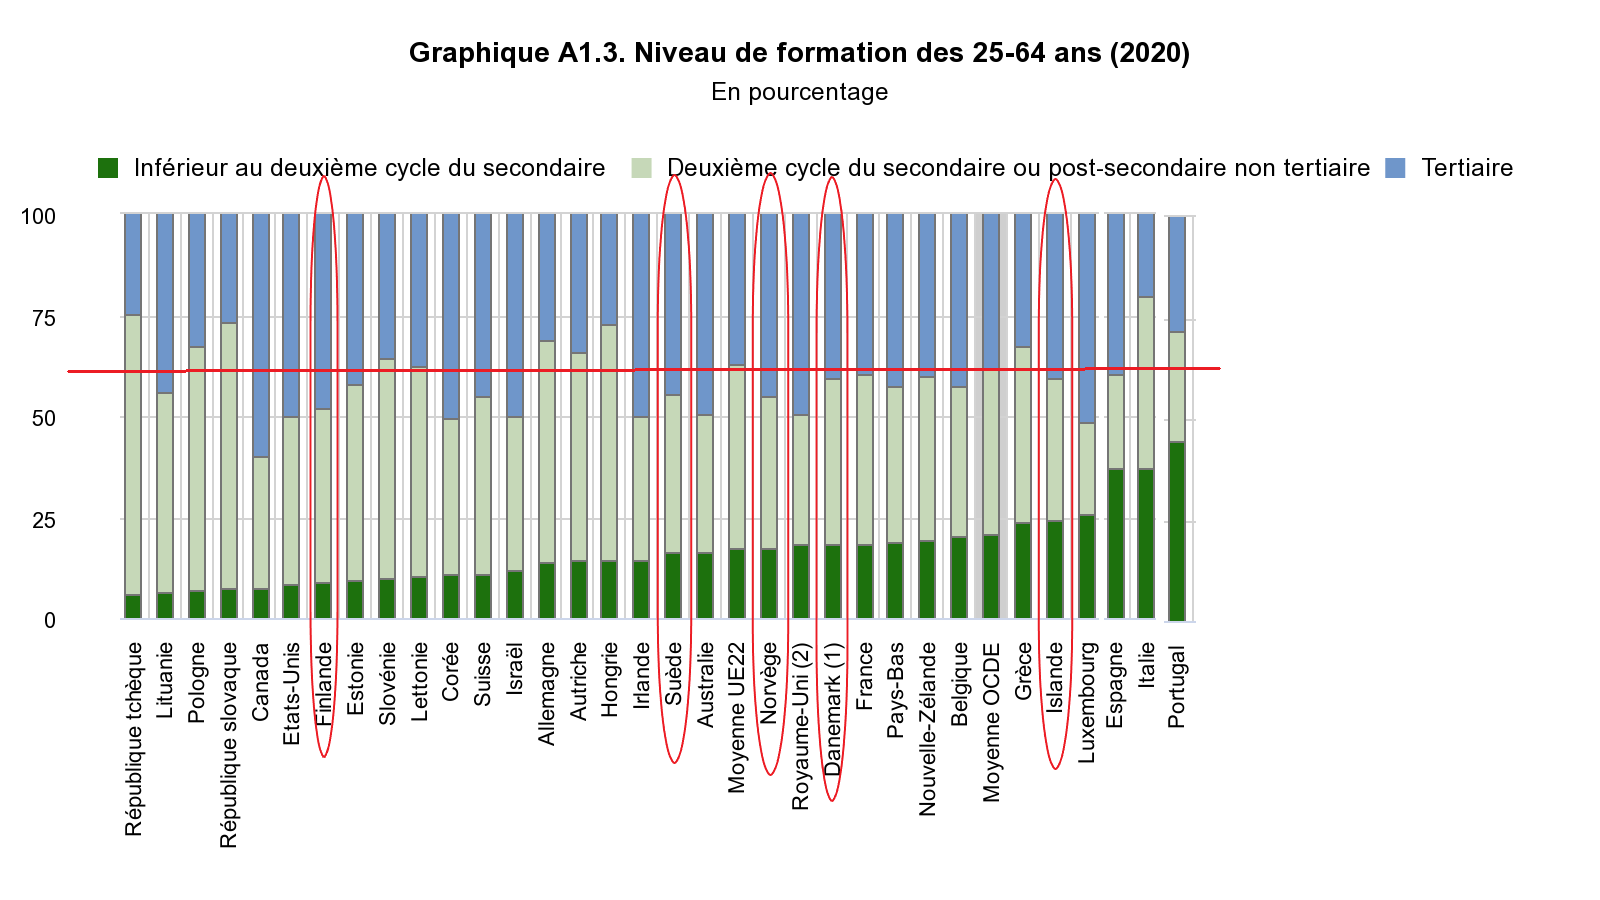 Graphique A1.3. Niveau de formation des 25-64 ans (2020)
En pourcentage
Inférieur au deuxième cycle du secondaire
Deuxième cycle du secondaire ou post-secondaire non tertiaire
Tertiaire
100
75
50
25
0
République tchèque
Lituanie
Pologne
République slovaque
Canada
Etats-Unis
Finlande
Estonie
Slovénie
Lettonie
Corée
Suisse
Israël
Allemagne
Autriche
Hongrie
Irlande
Suède
Australie
Moyenne UE22
Norvège
Royaume-Uni (2)
Danemark (1)
France
Pays-Bas
Nouvelle-Zélande
Belgique
Moyenne OCDE
Grèce
Islande
Luxembourg
Espagne
Italie
Portugal